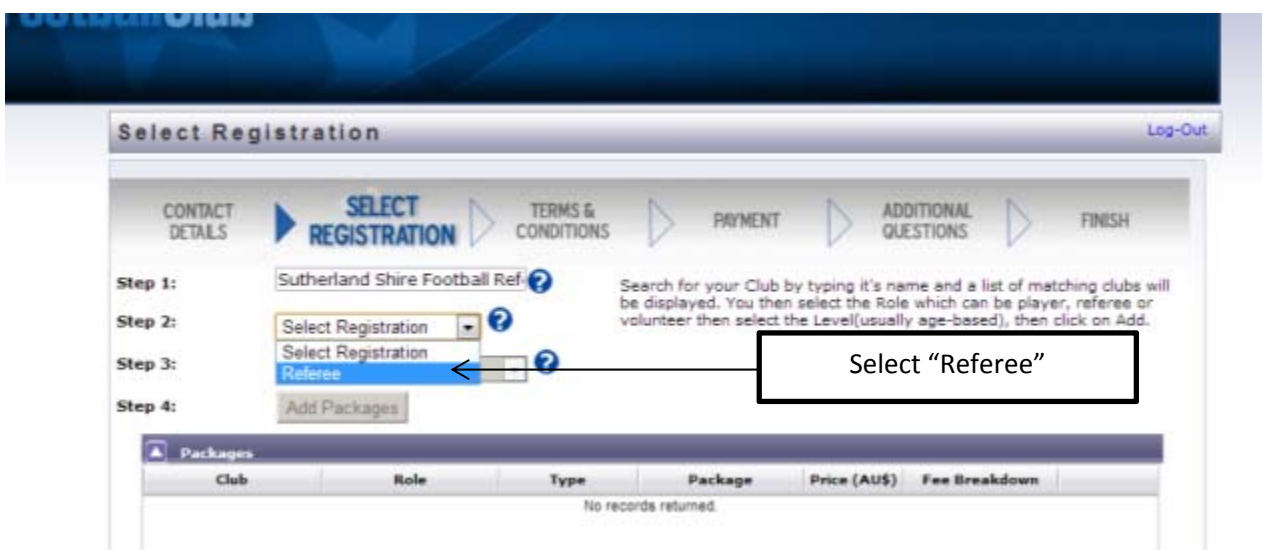 FootballClub
Select Registration Log-Out
CONTACT DETAILS SELECT REGISTRATION TERMS & CONDITIONS PAYMENT ADDITIONAL QUESTIONS FINISH
Step 1: Sutherland Shire Football Ref
Search for your Club by typing it's name and a list of matching clubs will
be displayed. You then select the Role which can be player, referee or
volunteer then select the Level(usually age-based), then click on Add.
Step 2: Select Registration
Select Registration
Step 3: Referee
Select “Referee”
Step 4: Add Packages
Packages
Club Role Type Package Price (AU$) Fee Breakdown
No records returned.